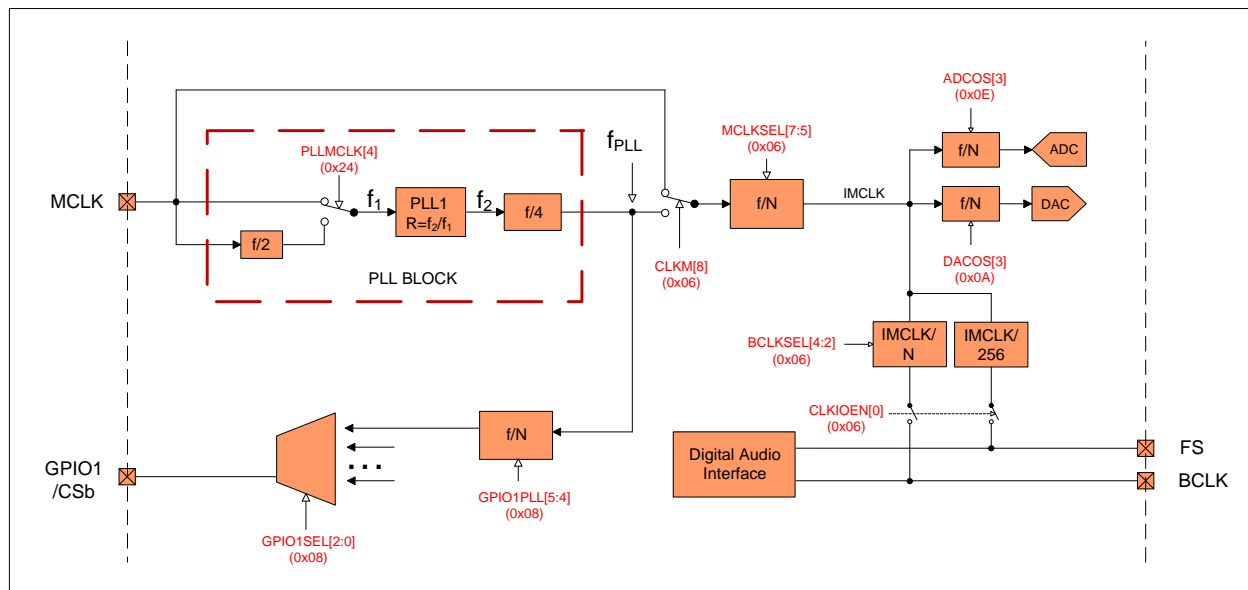 ADCOS[3]
(0x0E)
MCLKSEL[7:5]
(0x06)
f/N
ADC
PLLMCLK[4]
(0x24)
fPLL
MCLK
f1
PLL1
R=f2/f1
f2
f/4
f/N
IMCLK
f/N
DAC
f/2
PLL BLOCK
CLKM[8]
(0x06)
DACOS[3]
(0x0A)
BCLKSEL[4:2]
(0x06)
IMCLK/
N
IMCLK/
256
CLKIOEN[0]
(0x06)
f/N
Digital Audio
Interface
FS
BCLK
GPIO1
/CSb
...
GPIO1PLL[5:4]
(0x08)
GPIO1SEL[2:0]
(0x08)